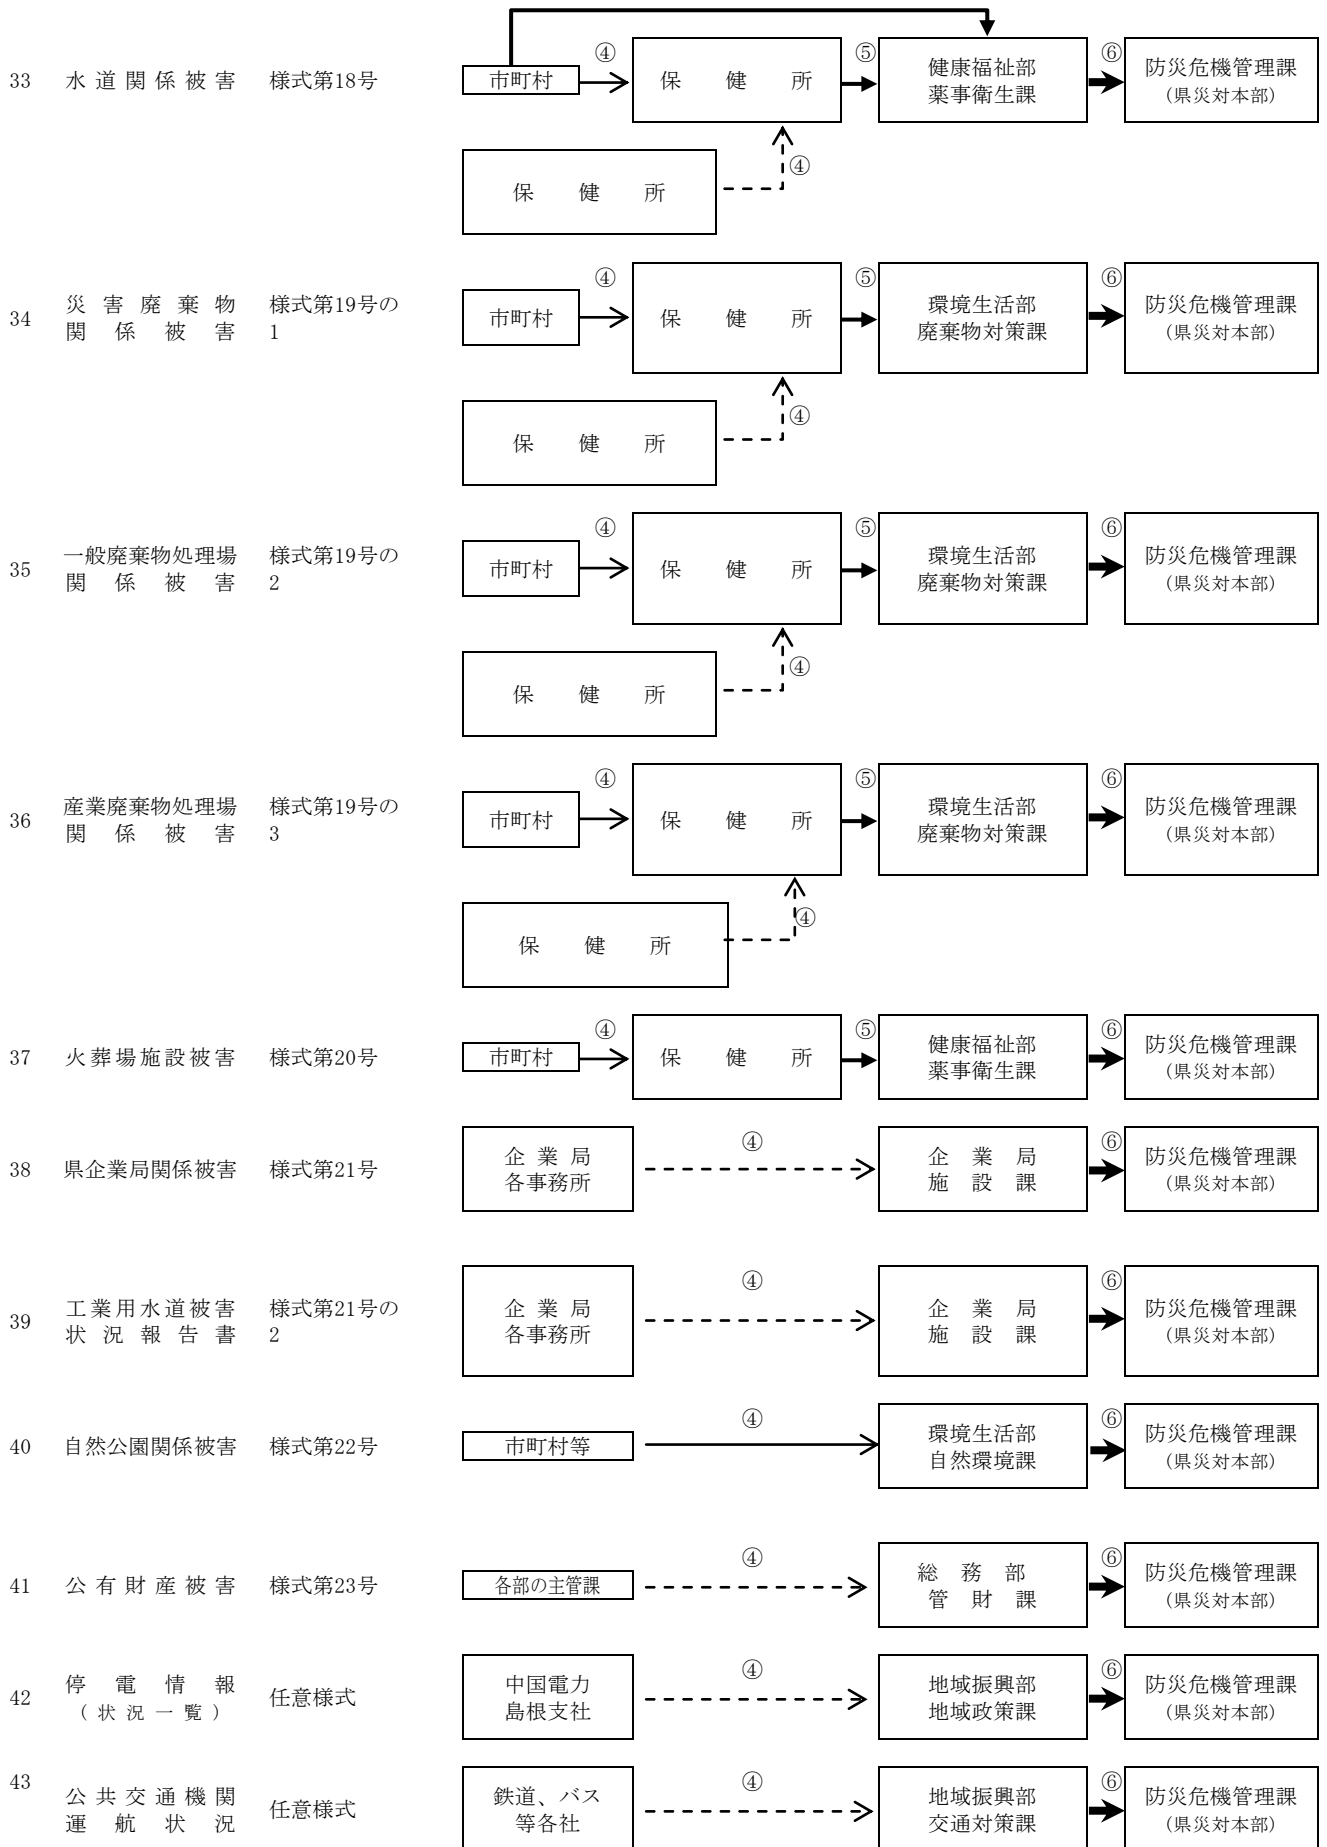 33 水道関係被害 様式第18号 市町村 ④ 保健所 ⑤ 健康福祉部 ⑥ 防災危機管理課
薬事衛生課 (県災対本部)
保健所 ④
34 災害廃棄物 様式第19号の 市町村 ④ 保健所 ⑤ 環境生活部 ⑥ 防災危機管理課
関係被害 1 廃棄物対策課 (県災対本部)
保健所 ④
35 一般廃棄物処理場 様式第19号の 市町村 ④ 保健所 ⑤ 環境生活部 ⑥ 防災危機管理課
関係被害 2 廃棄物対策課 (県災対本部)
保健所 ④
36 産業廃棄物処理場 様式第19号の 市町村 ④ 保健所 ⑤ 環境生活部 ⑥ 防災危機管理課
関係被害 3 廃棄物対策課 (県災対本部)
保健所 ④
37 火葬場施設被害 様式第20号 市町村 ④ 保健所 ⑤ 健康福祉部 ⑥ 防災危機管理課
薬事衛生課 (県災対本部)
38 県企業局関係被害 様式第21号 企業局 ④ 企業局 ⑥ 防災危機管理課
各事務所 施設課 (県災対本部)
39 工業用水道被害 様式第21号の 企業局 ④ 企業局 ⑥ 防災危機管理課
状況報告書 2 各事務所 施設課 (県災対本部)
40 自然公園関係被害 様式第22号 市町村等 ④ 環境生活部 ⑥ 防災危機管理課
自然環境課 (県災対本部)
41 公有財産被害 様式第23号 各部の主管課 ④ 総務部 ⑥ 防災危機管理課
管財課 (県災対本部)
42 停電情報 任意様式 中国電力 ④ 地域振興部 ⑥ 防災危機管理課
(状況一覧) 島根支社 地域政策課 (県災対本部)
43 公共交通機関 任意様式 鉄道、バス ④ 地域振興部 ⑥ 防災危機管理課
運航状況 等各社 交通対策課 (県災対本部)